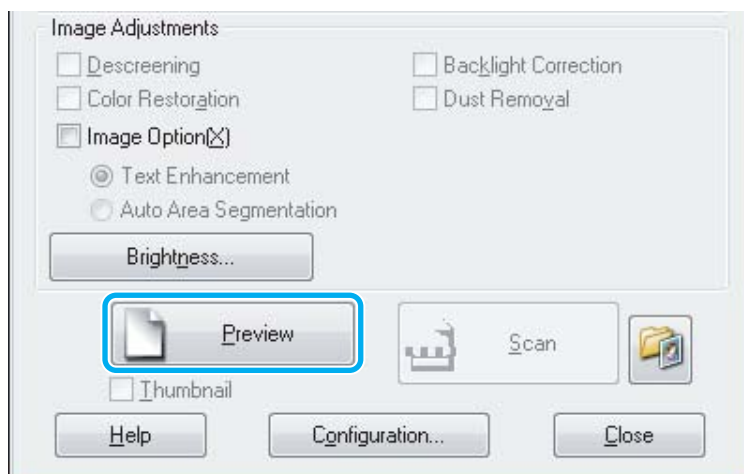 Image Adjustments
Descreening Backlight Correction
Color Restoration Dust Removal
Image Option(X)
Text Enhancement
Auto Area Segmentation
Brightness...
Preview Scan
Thumbnail
Help Configuration... Close